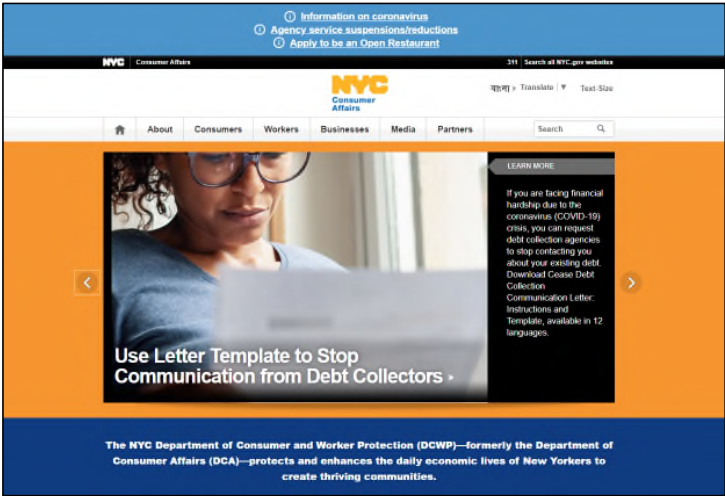 Information on coronavirus
Agency service suspensions/reductions
Apply to be an Open Restaurant
NYC Consumer Affairs 311 Search all NYC.gov websites
NYC
Consumer
Affairs
বাংলা Translate Text-Size
About Consumers Workers Businesses Media Partners Search
LEARN MORE
If you are facing financial
hardship due to the
coronavirus (COVID-19)
crisis, you can request
debt collection agencies
to stop contacting you
about your existing debt.
Download Cease Debt
Collection
Communication Letter:
Instructions and
Template, available in 12
languages.
Use Letter Template to Stop
Communication from Debt Collectors
The NYC Department of Consumer and Worker Protection (DCWP)—formerly the Department of
Consumer Affairs (DCA)—protects and enhances the daily economic lives of New Yorkers to
create thriving communities.